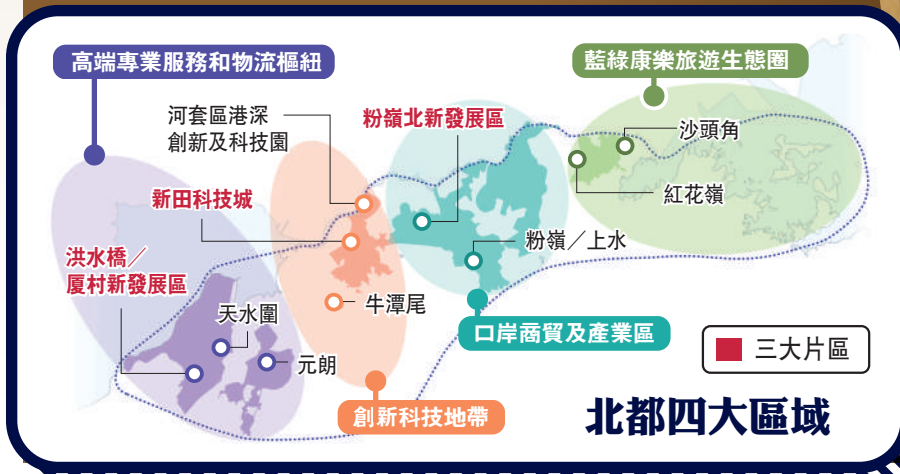 高端專業服務和物流樞紐
藍綠康樂旅遊生態圈
河套區港深
創新及科技園
粉嶺北新發展區
沙頭角
新田科技城
紅花嶺
洪水橋／
厦村新發展區
粉嶺／上水
天水圍
牛潭尾
元朗
口岸商貿及產業區
三大片區
創新科技地帶
北都四大區域